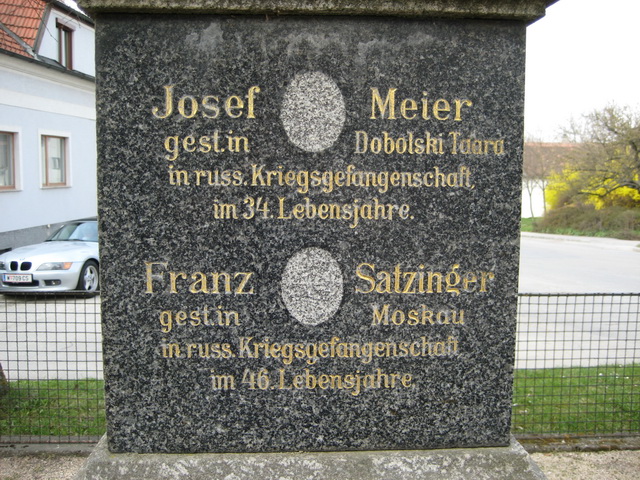 Josef Meier
gest. in Dobolski Taara
in russ. Kriegsgefangenschaft,
im 34. Lebensjahre.
Franz Satzinger
gest. in Moskau
in russ. Kriegsgefangenschaft
im 46. Lebensjahre.